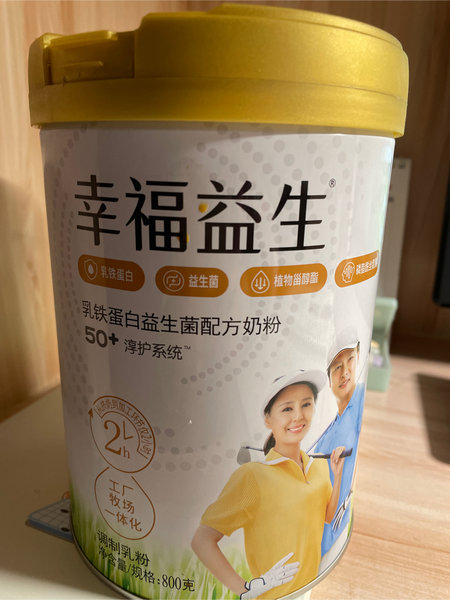 幸福益生®
乳铁蛋白
益生菌
植物甾醇酯
乳铁蛋白益生菌配方奶粉
50+ 淳护系统™
2h
工厂
牧场
一体化
调制乳粉
净含量/规格:800克